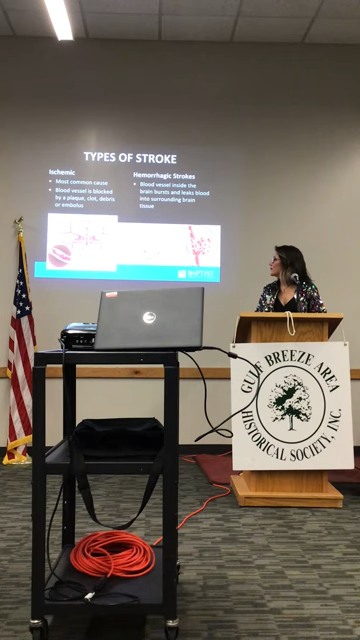 TYPES OF STROKE
Ischemic
• Most common cause
• Blood vessel is blocked
by a plaque, clot, debris
or embolus
Hemorrhagic Strokes
• Blood vessel inside the
brain bursts and leaks blood
into surrounding brain
tissue
BAPTIST
DELL
GULF BREEZE AREA
HISTORICAL SOCIETY, INC.